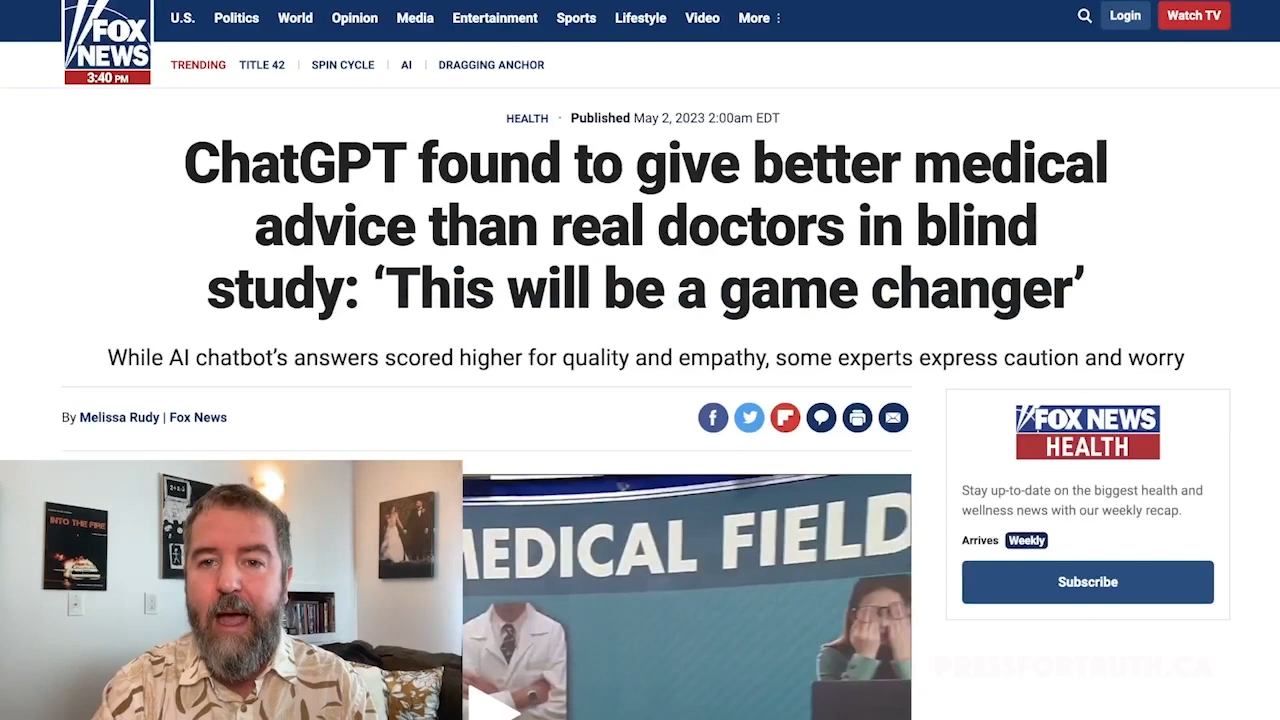 U.S. Politics World Opinion Media Entertainment Sports Lifestyle Video More Login Watch TV
FOX
NEWS
3:40 PM
TRENDING TITLE 42 SPIN CYCLE AI DRAGGING ANCHOR
HEALTH · Published May 2, 2023 2:00am EDT
ChatGPT found to give better medical
advice than real doctors in blind
study: ‘This will be a game changer’
While AI chatbot’s answers scored higher for quality and empathy, some experts express caution and worry
By Melissa Rudy | Fox News
FOX NEWS
HEALTH
Stay up-to-date on the biggest health and
wellness news with our weekly recap.
Arrives Weekly
Subscribe
INTO THE FIRE
MEDICAL FIELD
PRESSFORTRUTH.CA